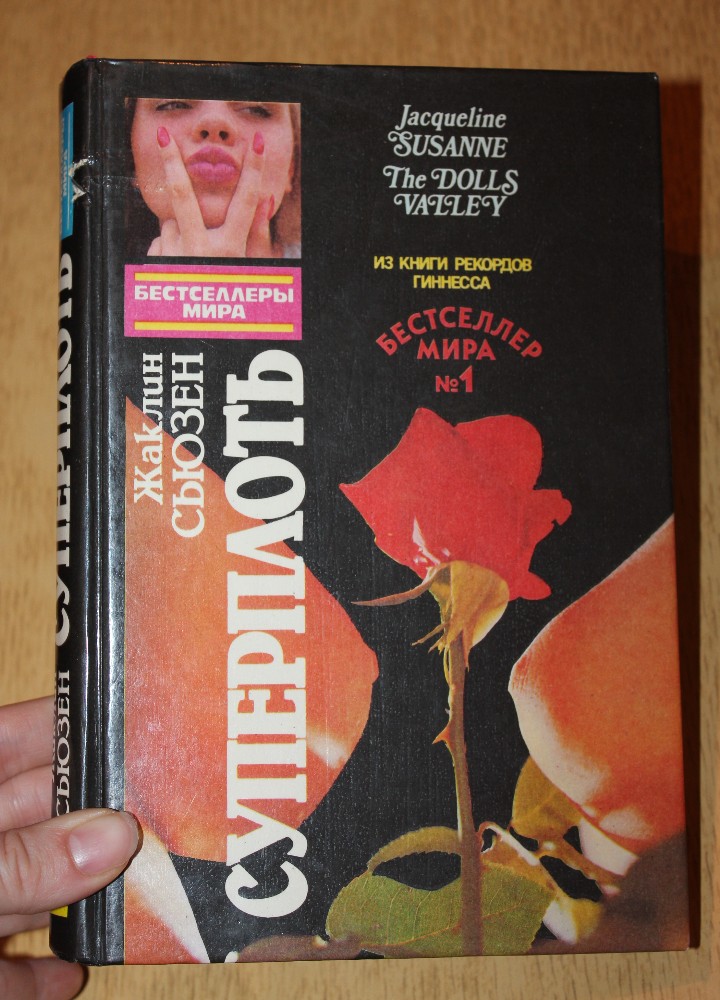 Jacqueline
SUSANNE
The DOLLS
VALLEY
ИЗ КНИГИ РЕКОРДОВ
ГИННЕССА
БЕСТСЕЛЛЕР
МИРА
№1
БЕСТСЕЛЛЕРЫ
МИРА
Жаклин
СЬЮЗЕН
СУПЕРПЛОТЬ
СЬЮЗЕН
СУПЕРПЛОТЬ